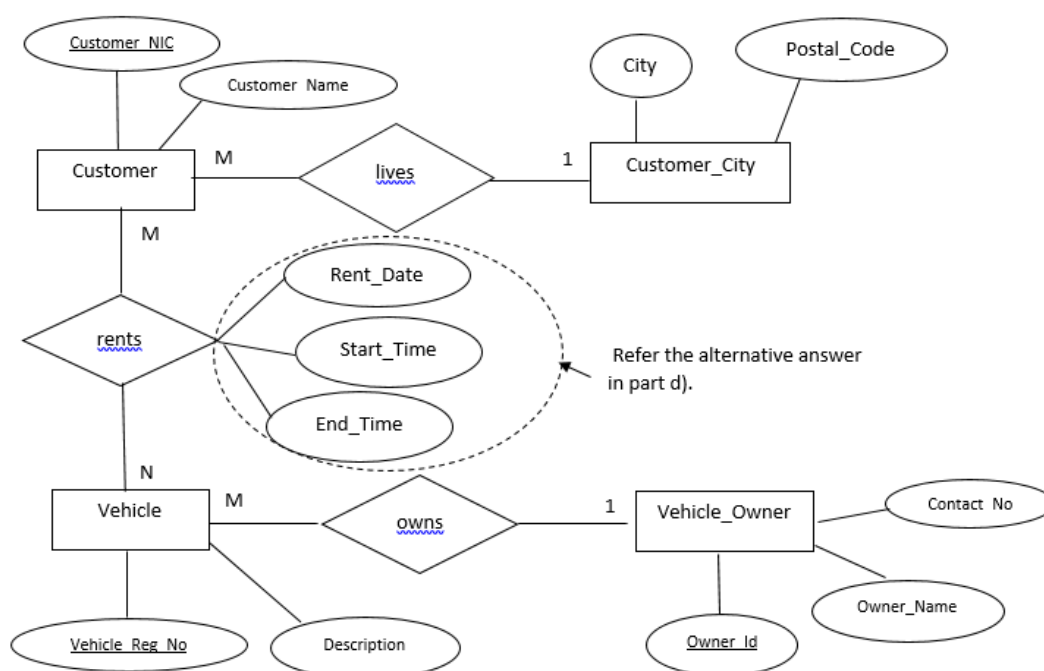 Customer_NIC
Customer_Name
City
Postal_Code
Customer
M
lives
1
Customer_City
M
Rent_Date
rents
Start_Time
Refer the alternative answer
in part d).
End_Time
N
Vehicle
M
owns
1
Vehicle_Owner
Contact_No
Owner_Name
Vehicle_Reg_No
Description
Owner_Id